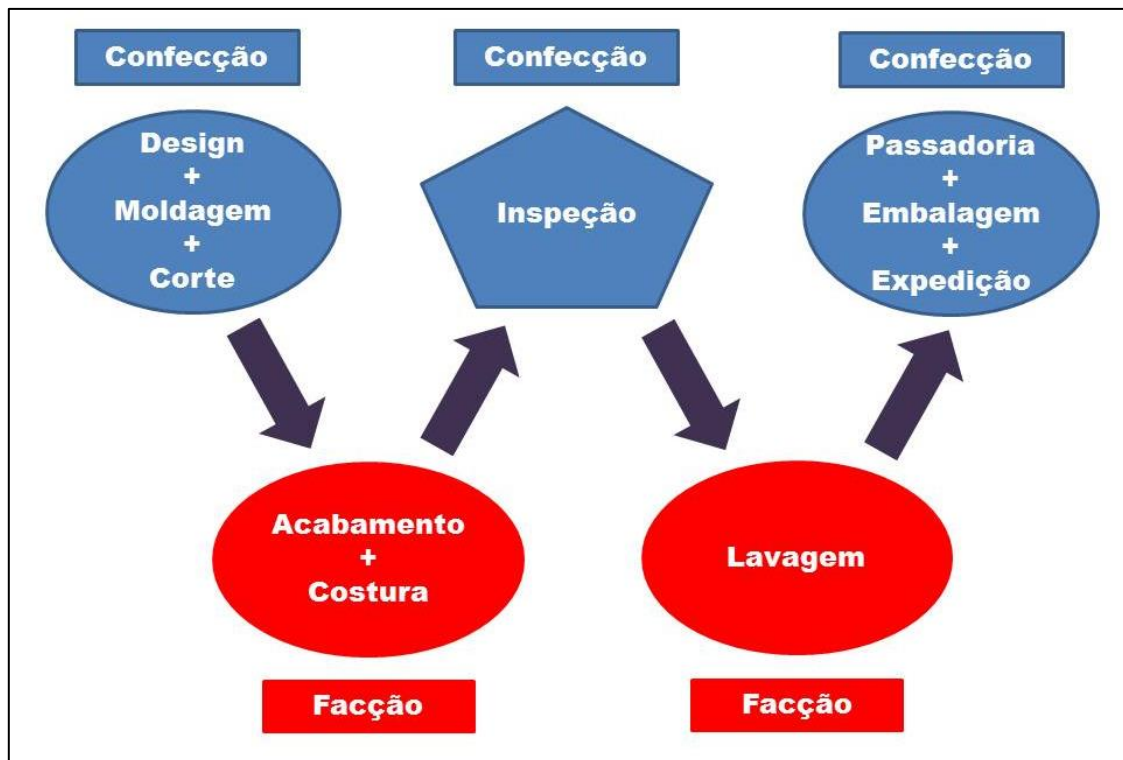 Confecção
Confecção
Confecção
Design
+
Moldagem
+
Corte
Inspeção
Passadoria
+
Embalagem
+
Expedição
Acabamento
+
Costura
Lavagem
Facção
Facção